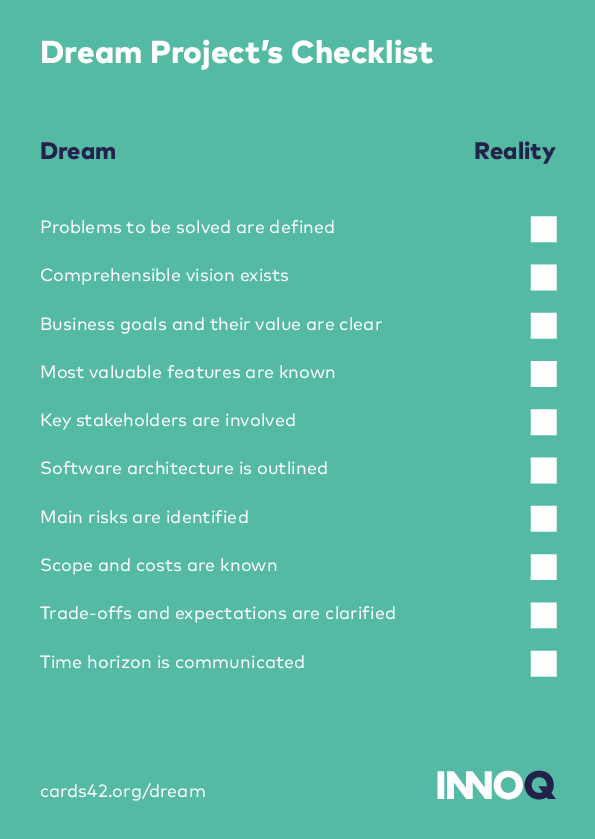 Dream Project’s Checklist
Dream Reality
Problems to be solved are defined
Comprehensible vision exists
Business goals and their value are clear
Most valuable features are known
Key stakeholders are involved
Software architecture is outlined
Main risks are identified
Scope and costs are known
Trade-offs and expectations are clarified
Time horizon is communicated
cards42.org/dream INNOQ